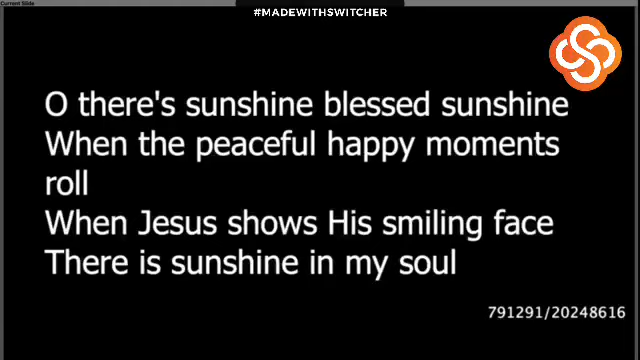 Current Slide
#MADEWITHSWITCHER
O there's sunshine blessed sunshine
When the peaceful happy moments
roll
When Jesus shows His smiling face
There is sunshine in my soul
791291/20248616